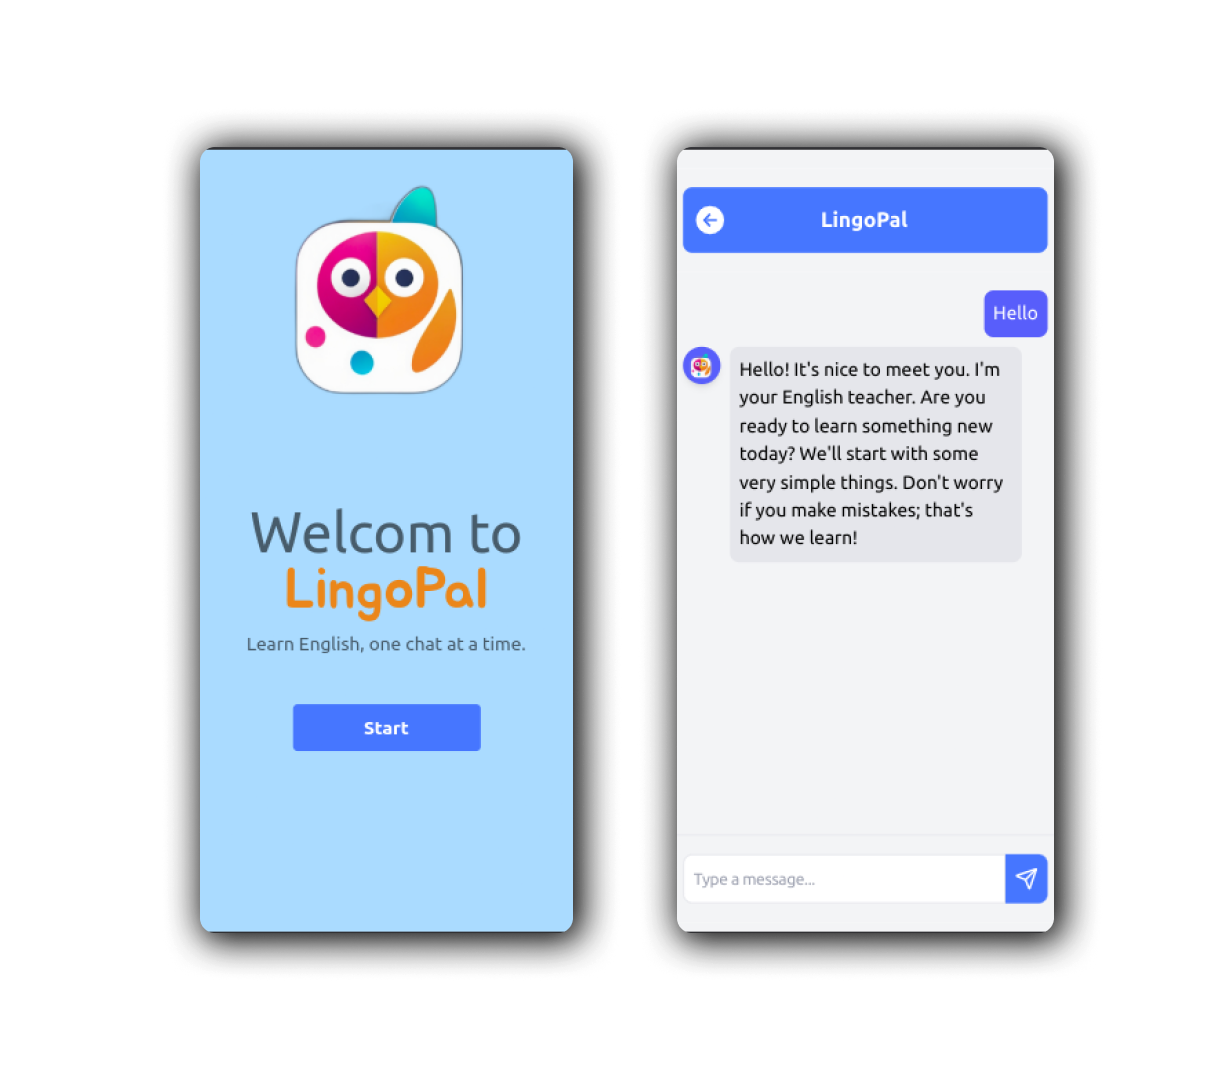 Welcom to
LingoPal
Learn English, one chat at a time.
Start
LingoPal
Hello
Hello! It's nice to meet you. I'm
your English teacher. Are you
ready to learn something new
today? We'll start with some
very simple things. Don't worry
if you make mistakes; that's
how we learn!
Type a message...